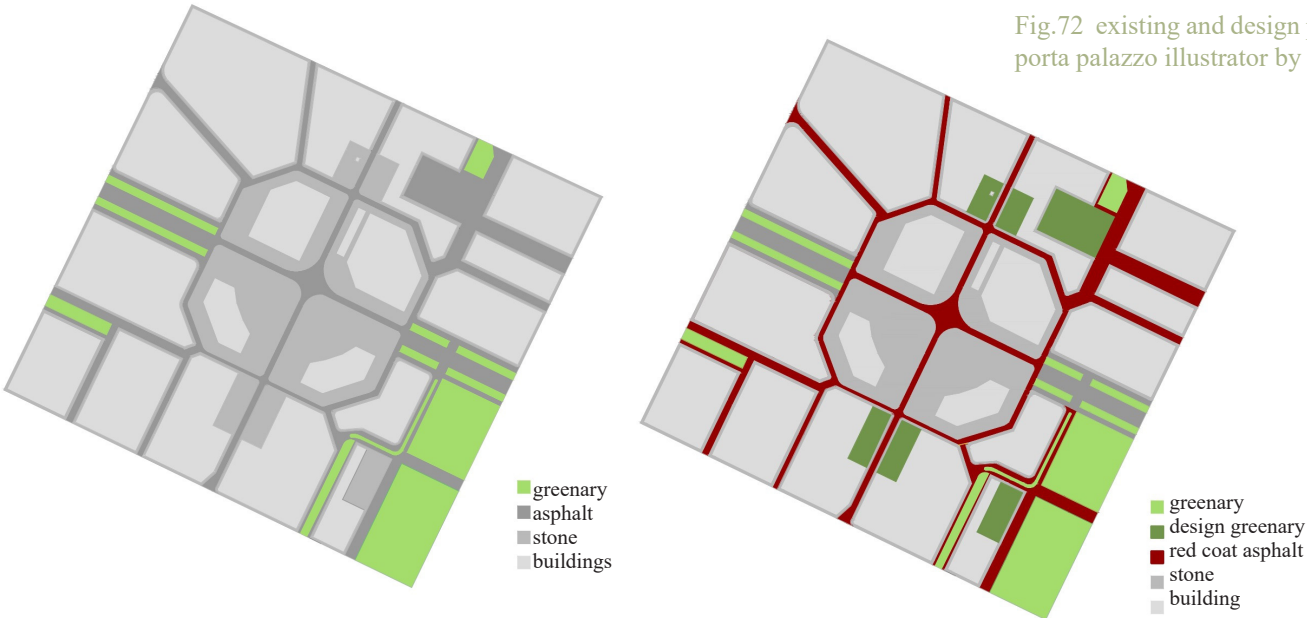 Fig.72 existing and design
porta palazzo illustrator by
greenary
asphalt
stone
buildings
greenary
design greenary
red coat asphalt
stone
building